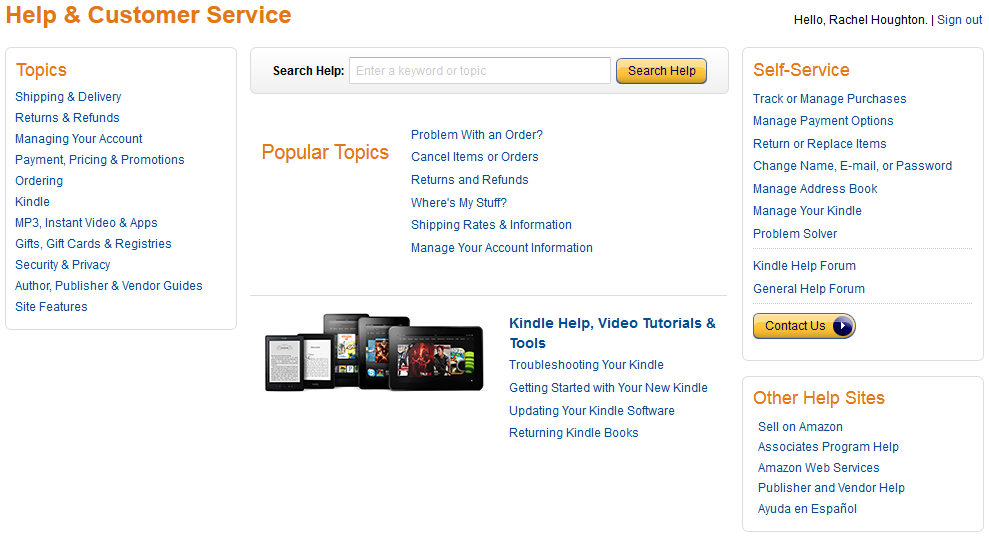 Help & Customer Service
Hello, Rachel Houghton. | Sign out
Topics
Shipping & Delivery
Returns & Refunds
Managing Your Account
Payment, Pricing & Promotions
Ordering
Kindle
MP3, Instant Video & Apps
Gifts, Gift Cards & Registries
Security & Privacy
Author, Publisher & Vendor Guides
Site Features
Search Help: Enter a keyword or topic Search Help
Popular Topics
Problem With an Order?
Cancel Items or Orders
Returns and Refunds
Where's My Stuff?
Shipping Rates & Information
Manage Your Account Information
Kindle Help, Video Tutorials &
Tools
Troubleshooting Your Kindle
Getting Started with Your New Kindle
Updating Your Kindle Software
Returning Kindle Books
Self-Service
Track or Manage Purchases
Manage Payment Options
Return or Replace Items
Change Name, E-mail, or Password
Manage Address Book
Manage Your Kindle
Problem Solver
Kindle Help Forum
General Help Forum
Contact Us
Other Help Sites
Sell on Amazon
Associates Program Help
Amazon Web Services
Publisher and Vendor Help
Ayuda en Español